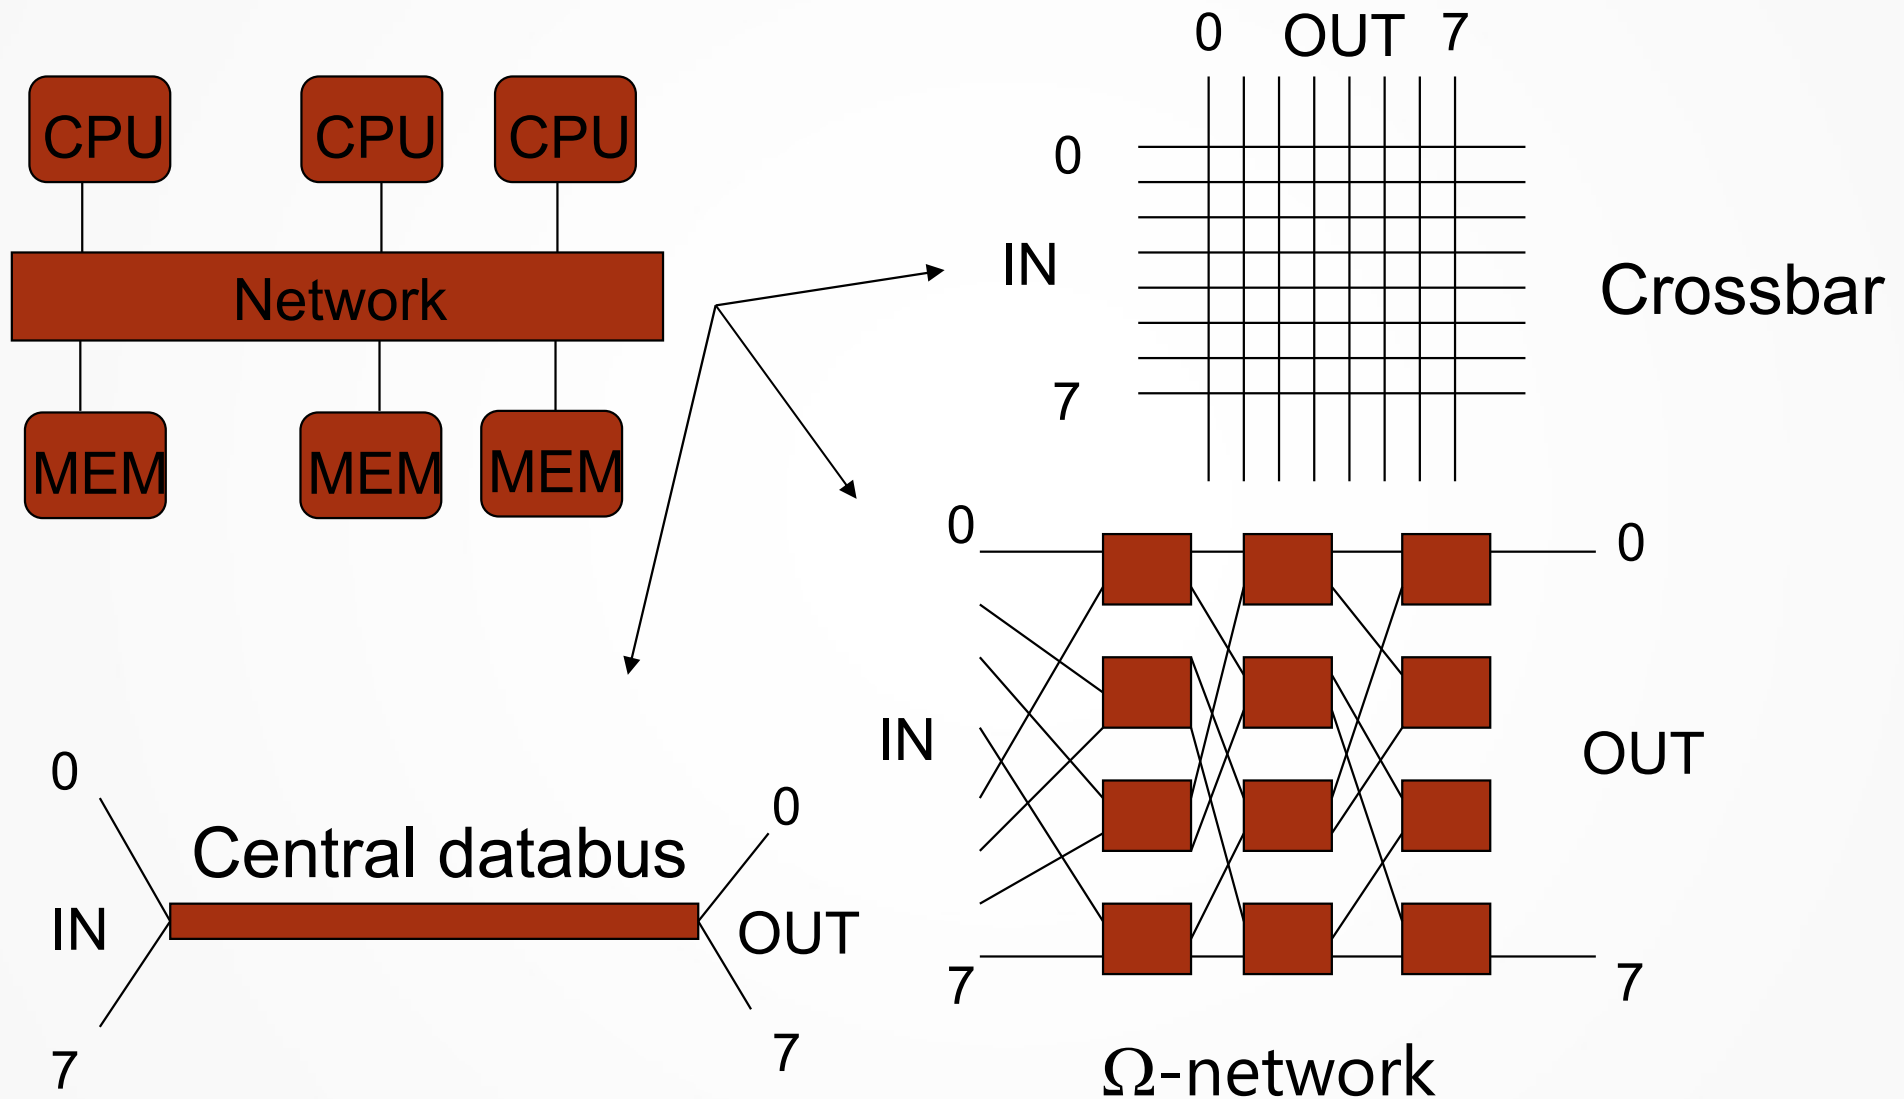 CPU CPU CPU
Network
MEM MEM MEM
0 OUT 7
0
IN
7
Crossbar
0 0
IN OUT
7 7
Ω-network
0 0
Central databus
IN OUT
7 7